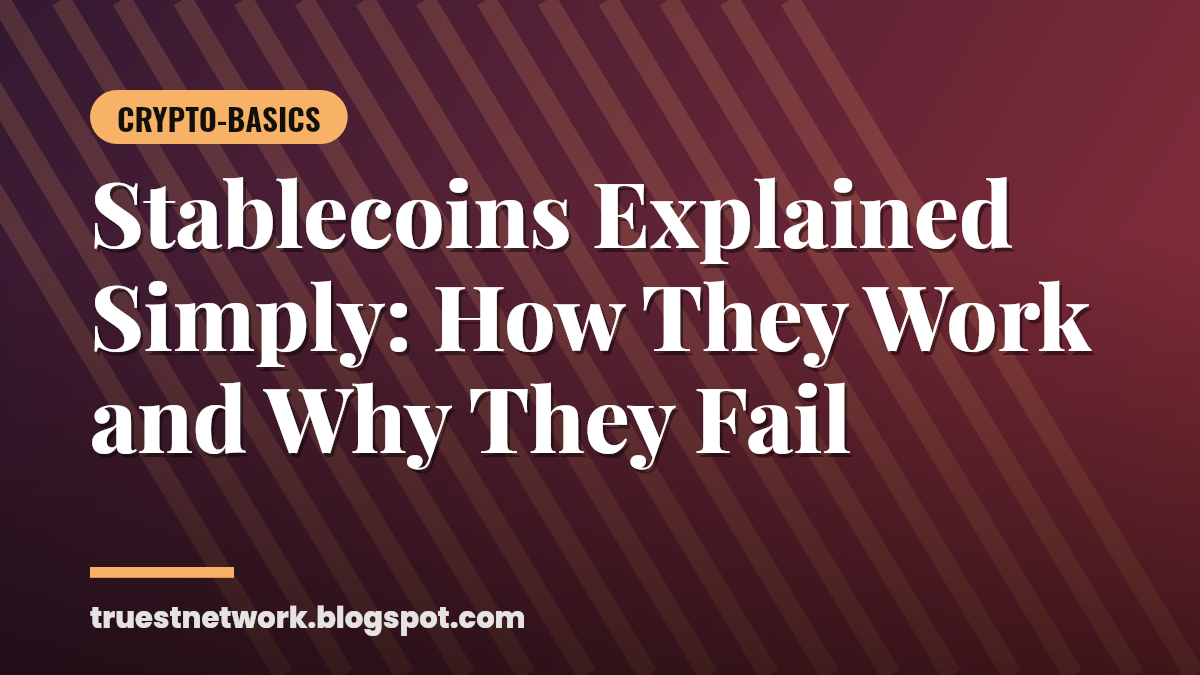 CRYPTO-BASICS
Stablecoins Explained
Simply: How They Work
and Why They Fail
truestnetwork.blogspot.com